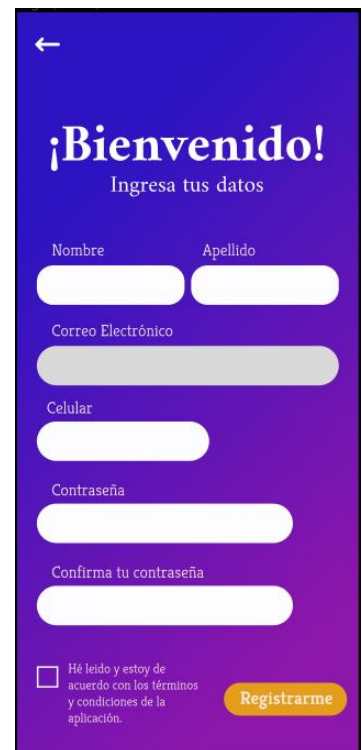 ¡Bienvenido!
Ingresa tus datos
Nombre
Apellido
Correo Electrónico
Celular
Contraseña
Confirma tu contraseña
Hé leido y estoy de
acuerdo con los términos
y condiciones de la
aplicación.
Registrarme